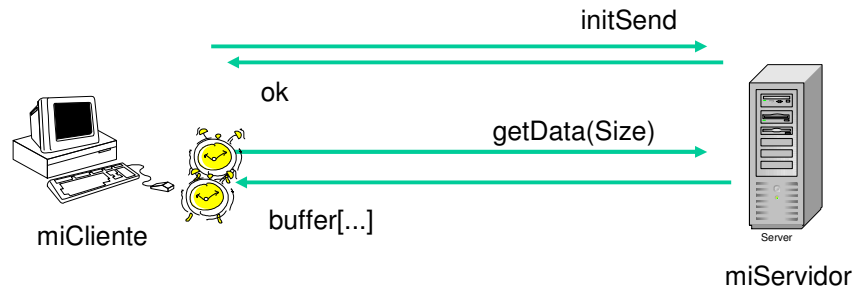 initSend
ok
getData(Size)
buffer[...]
miCliente
Server
miServidor